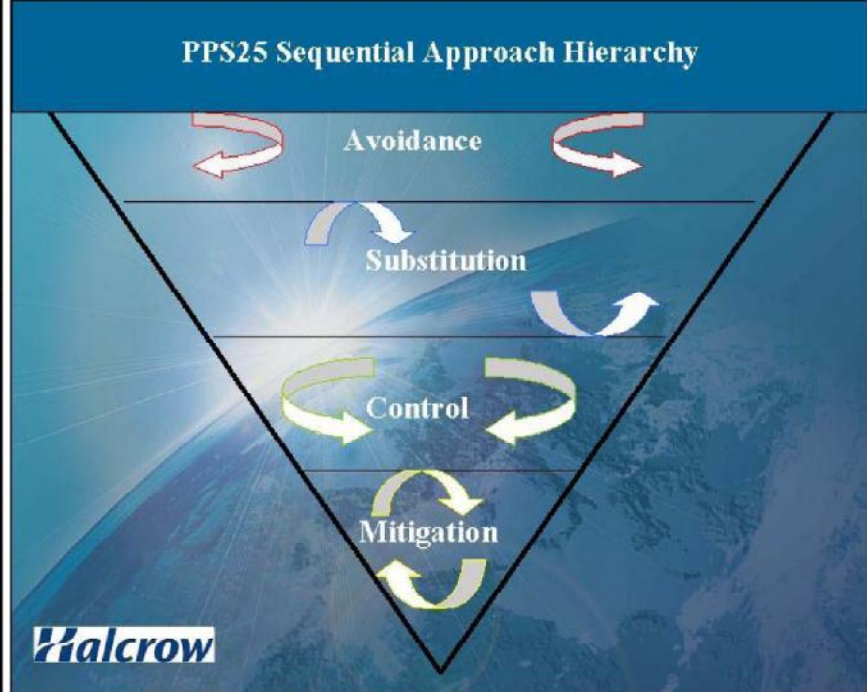 PPS25 Sequential Approach Hierarchy
Avoidance
Substitution
Control
Mitigation
Halcrow